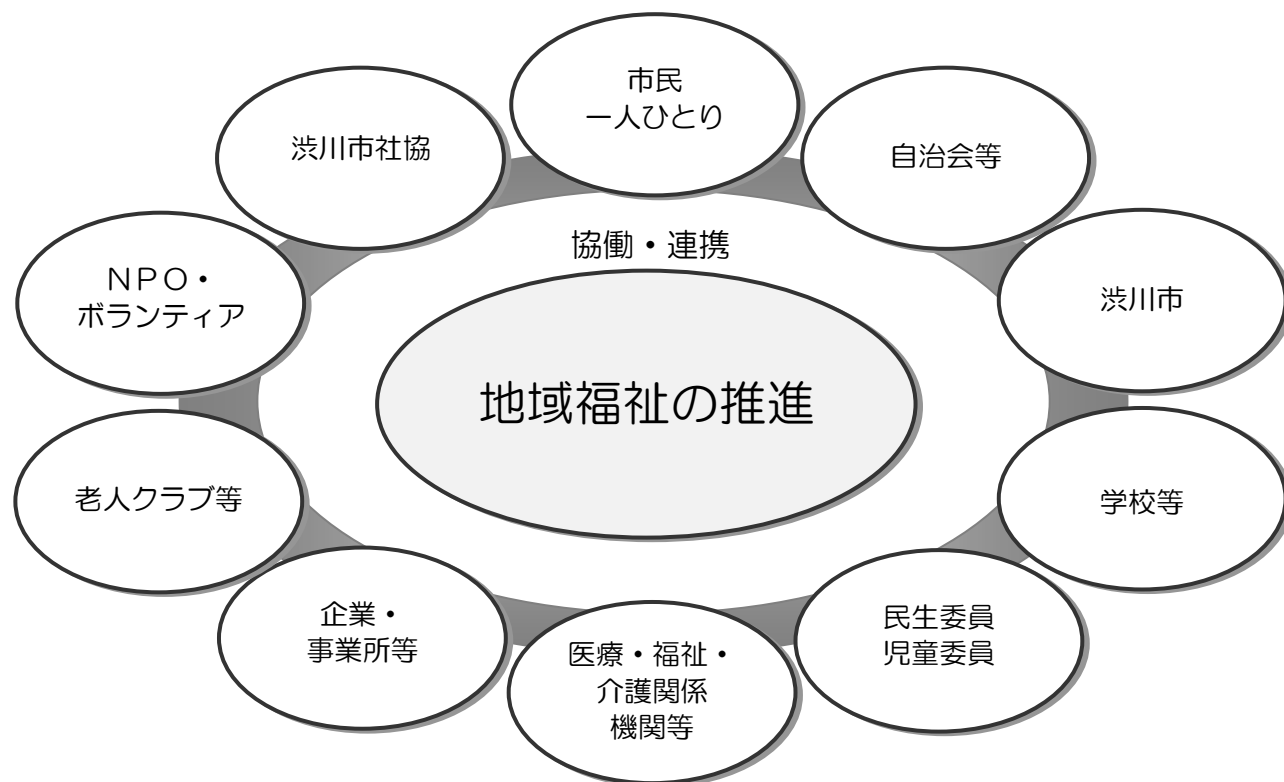 市民
一人ひとり
渋川市社協
自治会等
協働・連携
NPO・
ボランティア
渋川市
地域福祉の推進
老人クラブ等
学校等
企業・
事業所等
民生委員
児童委員
医療・福祉・
介護関係
機関等